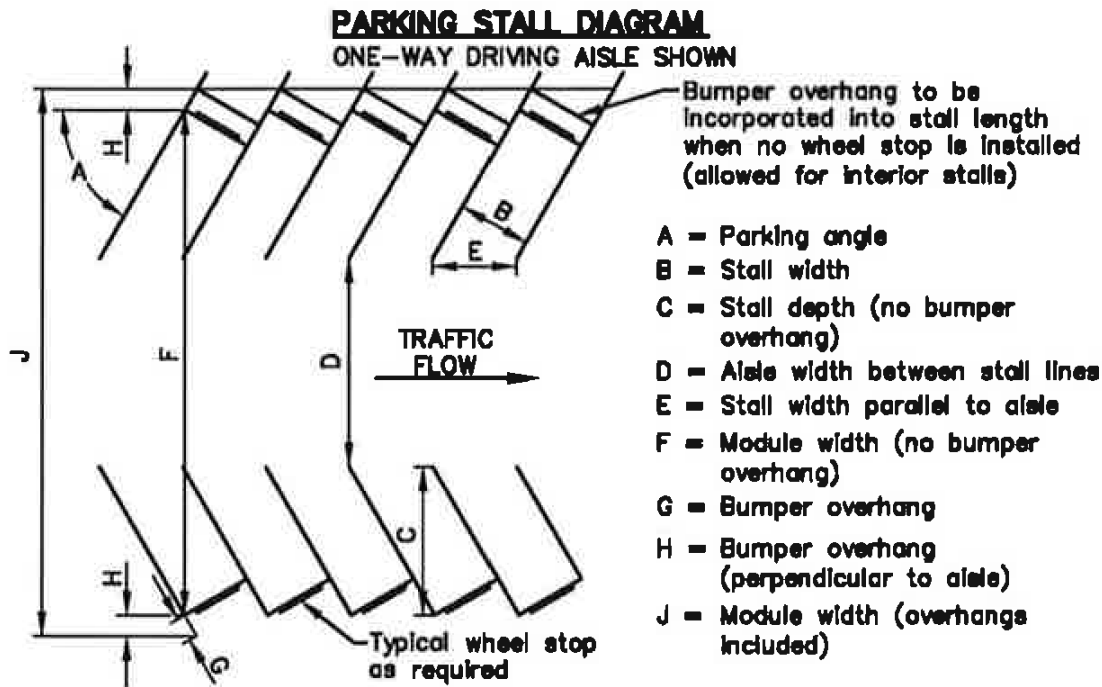 PARKING STALL DIAGRAM
ONE-WAY DRIVING AISLE SHOWN
Bumper overhang to be
incorporated into stall length
when no wheel stop is installed
(allowed for interior stalls)
H
A
B
E
J
F
D
TRAFFIC
FLOW
C
H
G
Typical wheel stop
as required
A = Parking angle
B = Stall width
C = Stall depth (no bumper
overhang)
D = Aisle width between stall lines
E = Stall width parallel to aisle
F = Module width (no bumper
overhang)
G = Bumper overhang
H = Bumper overhang
(perpendicular to aisle)
J = Module width (overhangs
included)